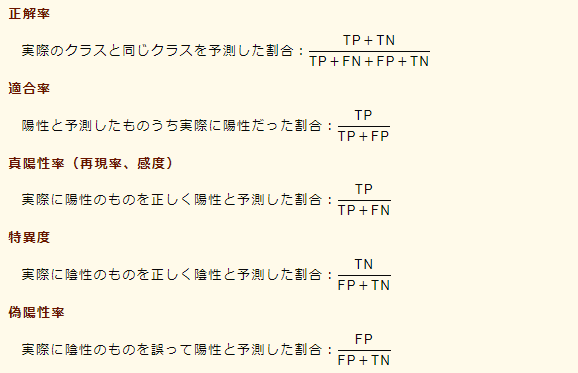 正解率
実際のクラスと同じクラスを予測した割合：TP＋TN
TP＋FN＋FP＋TN
適合率
陽性と予測したものうち実際に陽性だった割合：TP
TP＋FP
真陽性率（再現率、感度）
実際に陽性のものを正しく陽性と予測した割合：TP
TP＋FN
特異度
実際に陰性のものを正しく陰性と予測した割合：TN
FP＋TN
偽陽性率
実際に陰性のものを誤って陽性と予測した割合：FP
FP＋TN